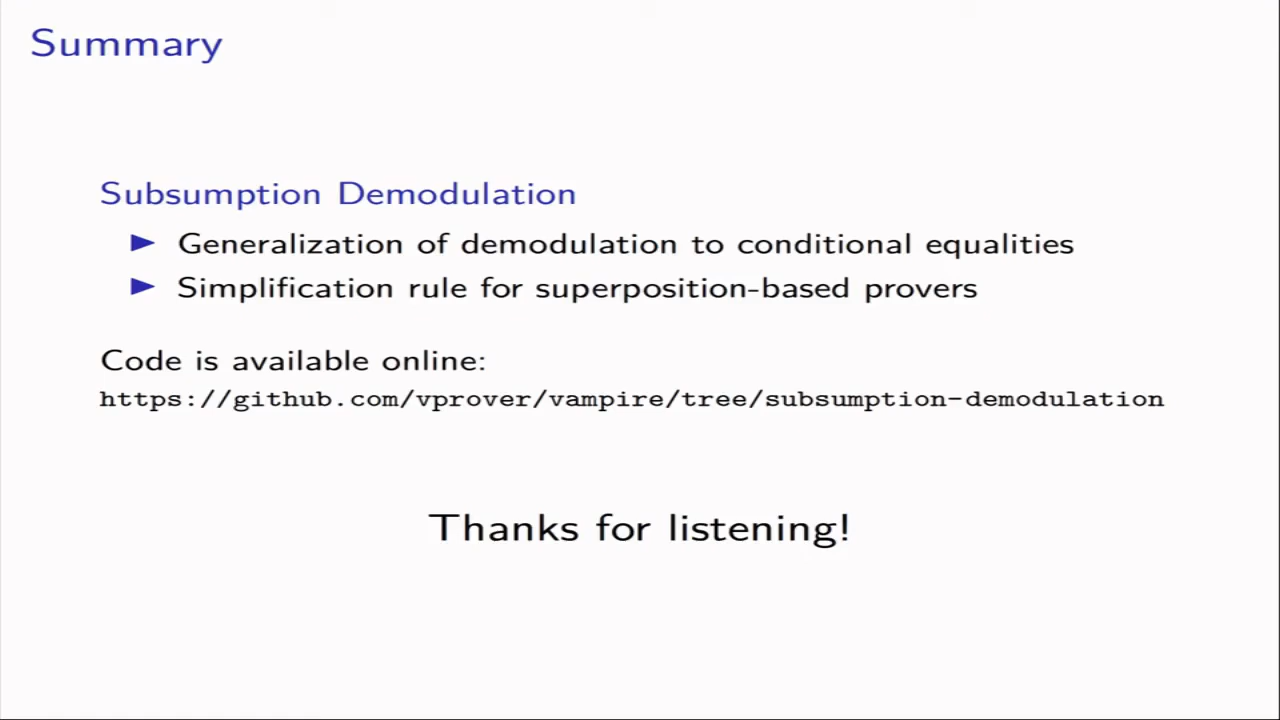 Summary
Subsumption Demodulation
▶ Generalization of demodulation to conditional equalities
▶ Simplification rule for superposition-based provers
Code is available online:
https://github.com/vprover/vampire/tree/subsumption-demodulation
Thanks for listening!